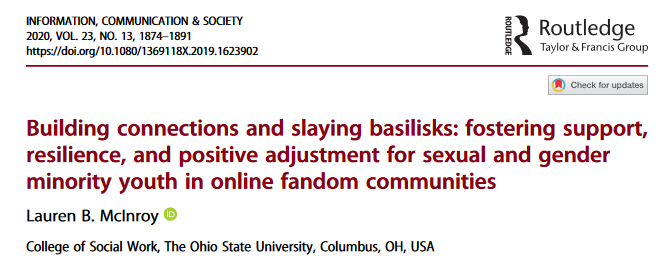 INFORMATION, COMMUNICATION & SOCIETY
2020, VOL. 23, NO. 13, 1874–1891
https://doi.org/10.1080/1369118X.2019.1623902
ROUTLEDGE
Routledge
Taylor & Francis Group
Check for updates
Building connections and slaying basilisks: fostering support,
resilience, and positive adjustment for sexual and gender
minority youth in online fandom communities
Lauren B. McInroy iD
College of Social Work, The Ohio State University, Columbus, OH, USA